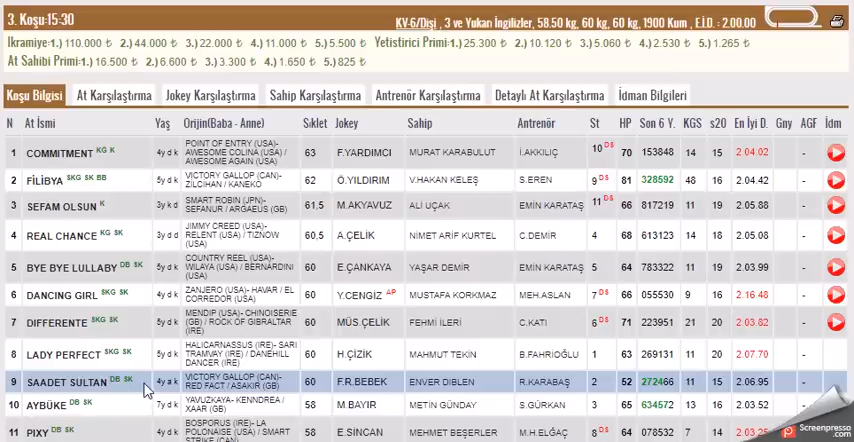 3. Koşu:15:30
KV-6/Dişi , 3 ve Yukarı İngilizler, 58.50 kg, 60 kg, 60 kg, 1900 Kum , E.İ.D. : 2.00.00
Ikramiye:1.) 110.000 ₺ 2.) 44.000 ₺ 3.) 22.000 ₺ 4.) 11.000 ₺ 5.) 5.500 ₺ Yetistirici Primi:1.) 25.300 ₺ 2.) 10.120 ₺ 3.) 5.060 ₺ 4.) 2.530 ₺ 5.) 1.265 ₺
At Sahibi Primi:1.) 16.500 ₺ 2.) 6.600 ₺ 3.) 3.300 ₺ 4.) 1.650 ₺ 5.) 825 ₺
Koşu Bilgisi At Karşılaştırma Jokey Karşılaştırma Sahip Karşılaştırma Antrenör Karşılaştırma Detaylı At Karşılaştırma İdman Bilgileri
N At İsmi Yaş Orijin(Baba - Anne) Sıklet Jokey Sahip Antrenör St HP Son 6 Y. KGS s20 En İyi D. Gny AGF İdm
1 COMMITMENT KG K 4y d k POINT OF ENTRY (USA)- AWESOME COLINA (USA) / AWESOME AGAIN (USA) 63 F.YARDIMCI MURAT KARABULUT İ.AKKILIÇ 10 DS 70 153848 14 15 2.04.02 -
2 FİLİBYA SKG SK BB 5y d k VICTORY GALLOP (CAN)- ZILCIHAN / KANEKO 62 Ö.YILDIRIM V.HAKAN KELEŞ S.EREN 9 DS 81 328592 48 16 2.04.42 -
3 SEFAM OLSUN K 3y k d SMART ROBIN (JPN)- SEFANUR / ARGAEUS (GB) 61,5 M.AKYAVUZ ALİ UÇAK EMİN KARATAŞ 11 DS 66 817219 11 19 2.05.88 -
4 REAL CHANCE KG SK 3y d d JIMMY CREED (USA)- RELENT (USA) / TIZNOW (USA) 60,5 A.ÇELİK NİMET ARİF KURTEL C.DEMİR 4 68 613123 14 18 2.05.08 -
5 BYE BYE LULLABY DB SK 5y d k COUNTRY REEL (USA)- WILAYA (USA) / BERNARDINI (USA) 60 E.ÇANKAYA YAŞAR DEMİR EMİN KARATAŞ 5 64 783322 11 19 2.03.99 -
6 DANCING GIRL SKG SK 4y d k ZANJERO (USA)- HAVAR / EL CORREDOR (USA) 60 Y.CENGİZ AP MUSTAFA KORKMAZ MEH.ASLAN 7 DS 66 055530 9 16 2.16.48 -
7 DIFFERENTE SKG SK 4y d k MENDIP (USA)- CHINOISERIE (GB) / ROCK OF GIBRALTAR (IRE) 60 MÜS.ÇELİK FEHMİ İLERİ C.KATI 6 DS 71 223951 21 20 2.03.82 -
8 LADY PERFECT SKG SK 5y d k HALICARNASSUS (IRE)- SARI TRAMVAY (IRE) / DANEHILL DANCER (IRE) 60 H.ÇİZİK MAHMUT TEKİN B.FAHRİOĞLU 1 63 269131 11 20 2.07.70 -
9 SAADET SULTAN DB SK 4y a k VICTORY GALLOP (CAN)- RED FACT / ASAKIR (GB) 60 F.R.BEBEK ENVER DIBLEN R.KARABAŞ 2 52 272466 11 15 2.06.95 -
10 AYBÜKE DB SK 7y d k YAVUZKAYA- KENNDREA / XAAR (GB) 58 M.BAYIR METİN GÜNDAY S.GÜRKAN 3 65 634572 13 16 2.05.52 -
11 PIXY DB SK 4y d k BOSPORUS (IRE)- LA POLONAISE (USA) / SMART STRIKE (CAN) 58 E.SİNCAN MEHMET BEŞERLER M.H.ELGAÇ 8 DS 64 078532 7 14 2.03
Screenpresso
.com